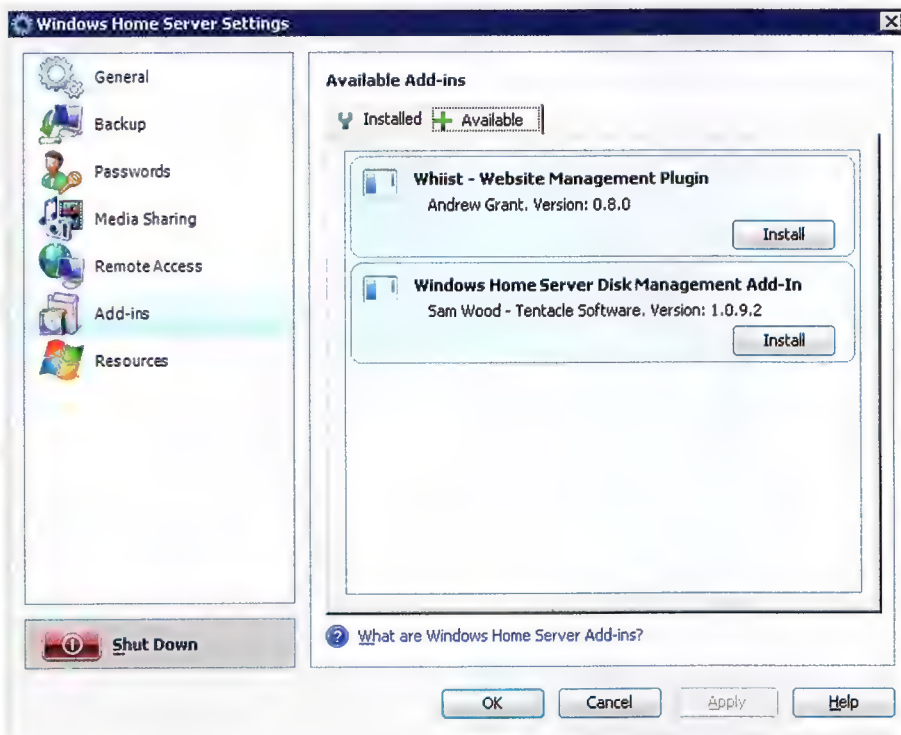 Windows Home Server Settings
General
Backup
Passwords
Media Sharing
Remote Access
Add-ins
Resources
Shut Down
Available Add-ins
Installed
Available
Whiist - Website Management Plugin
Andrew Grant. Version: 0.8.0
Install
Windows Home Server Disk Management Add-In
Sam Wood - Tentacle Software. Version: 1.0.9.2
Install
What are Windows Home Server Add-ins?
OK
Cancel
Apply
Help